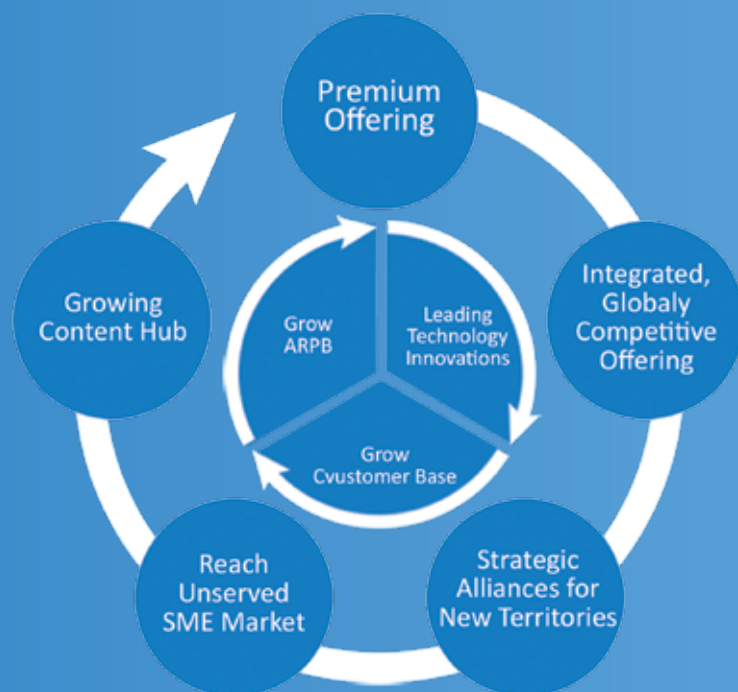 Premium
Offering
Integrated,
Globaly
Competitive
Offering
Strategic
Alliances for
New Territories
Reach
Unserved
SME Market
Growing
Content Hub
Leading
Technology
Innovations
Grow
Cvustomer Base
Grow
ARPB